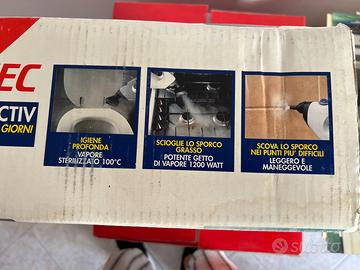 EC
CTIV
GIORNI
IGIENE
PROFONDA
VAPORE
STERILIZZATO 100°C
SCIOGLIE LO SPORCO
GRASSO
POTENTE GETTO
DI VAPORE 1200 WATT
SCOVA LO SPORCO
NEI PUNTI PIU' DIFFICILI
LEGGERO E
MANEGGEVOLE
subito